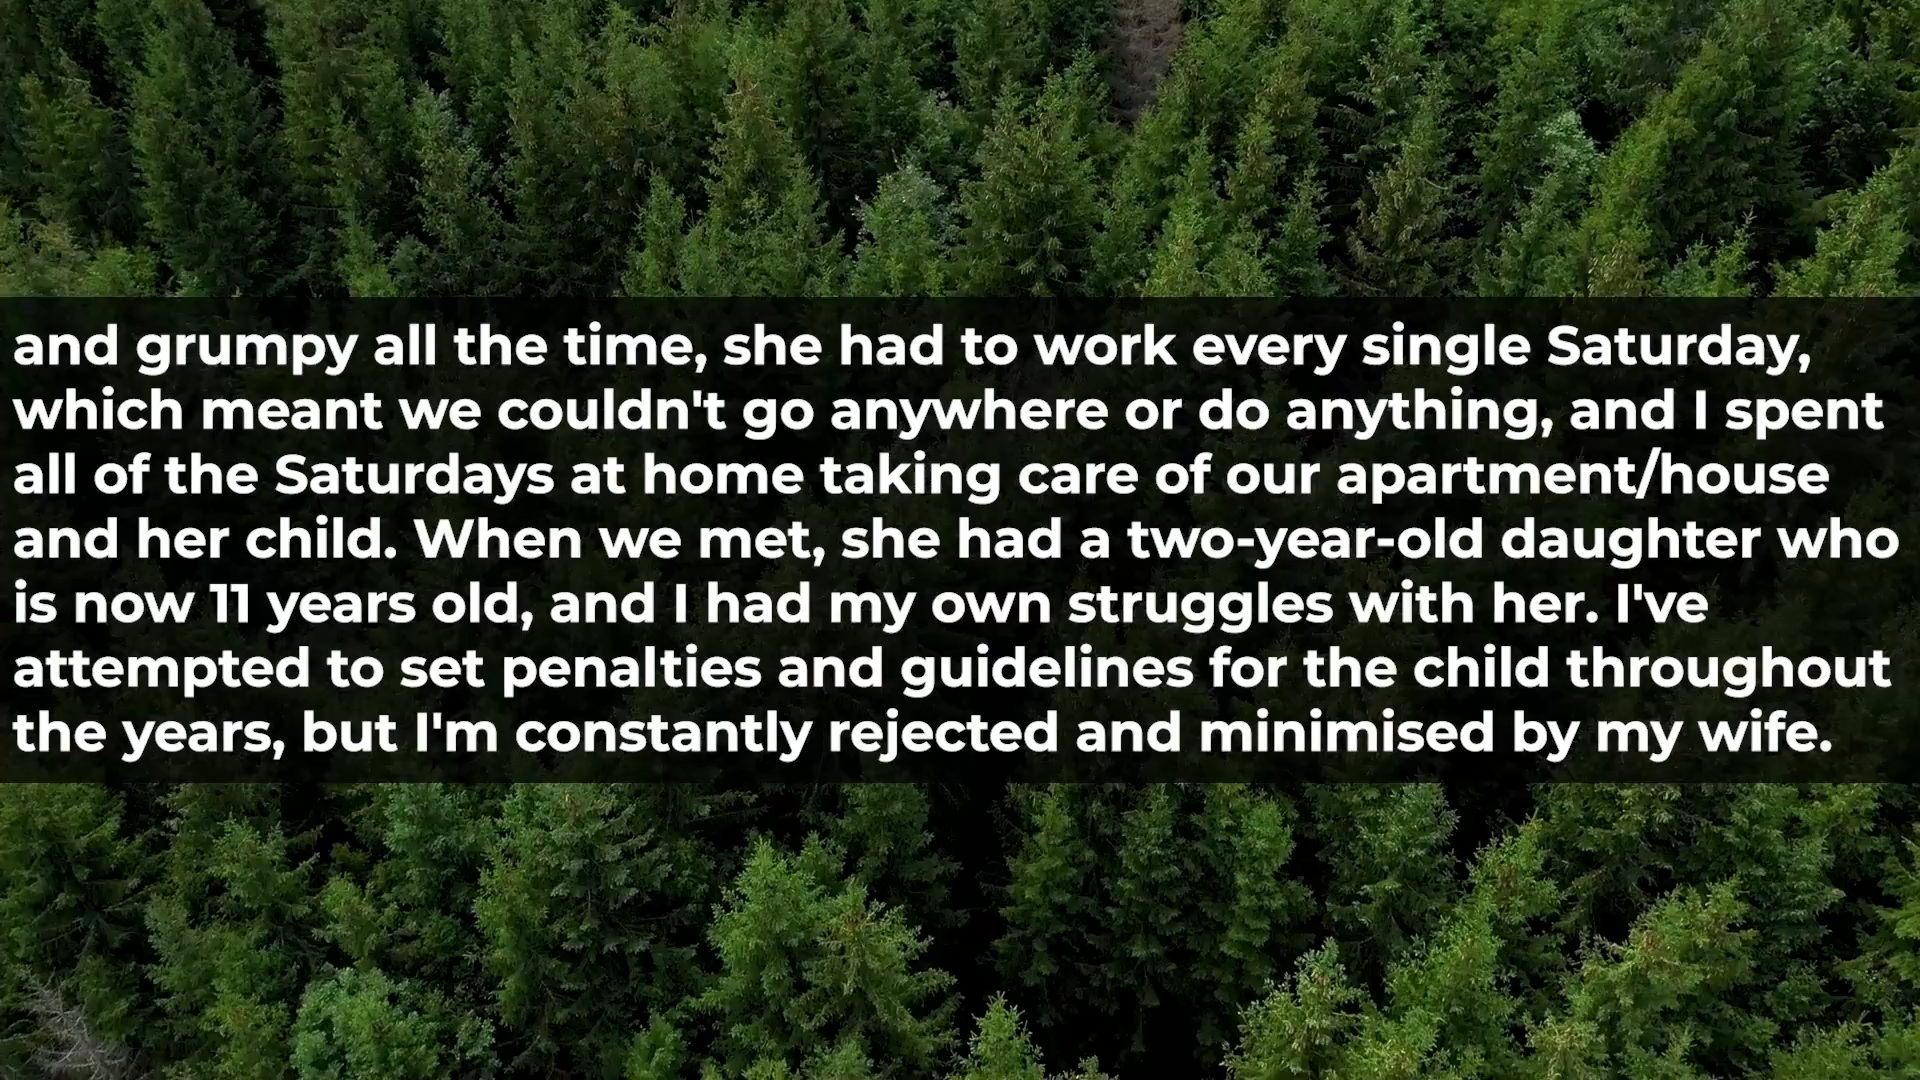 and grumpy all the time, she had to work every single Saturday,
which meant we couldn't go anywhere or do anything, and I spent
all of the Saturdays at home taking care of our apartment/house
and her child. When we met, she had a two-year-old daughter who
is now 11 years old, and I had my own struggles with her. I've
attempted to set penalties and guidelines for the child throughout
the years, but I'm constantly rejected and minimised by my wife.